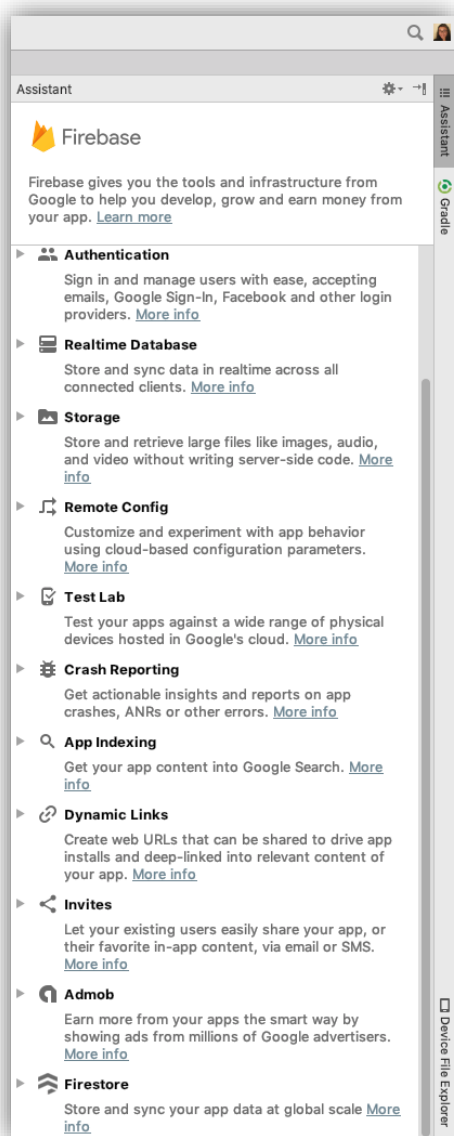 Assistant
Firebase
Firebase gives you the tools and infrastructure from
Google to help you develop, grow and earn money from
your app. Learn more
Authentication
Sign in and manage users with ease, accepting
emails, Google Sign-In, Facebook and other login
providers. More info
Realtime Database
Store and sync data in realtime across all
connected clients. More info
Storage
Store and retrieve large files like images, audio,
and video without writing server-side code. More
info
Remote Config
Customize and experiment with app behavior
using cloud-based configuration parameters.
More info
Test Lab
Test your apps against a wide range of physical
devices hosted in Google's cloud. More info
Crash Reporting
Get actionable insights and reports on app
crashes, ANRs or other errors. More info
App Indexing
Get your app content into Google Search. More
info
Dynamic Links
Create web URLs that can be shared to drive app
installs and deep-linked into relevant content of
your app. More info
Invites
Let your existing users easily share your app, or
their favorite in-app content, via email or SMS.
More info
Admob
Earn more from your apps the smart way by
showing ads from millions of Google advertisers.
More info
Firestore
Store and sync your app data at global scale More
info
Assistant
Gradle
Device File Explorer